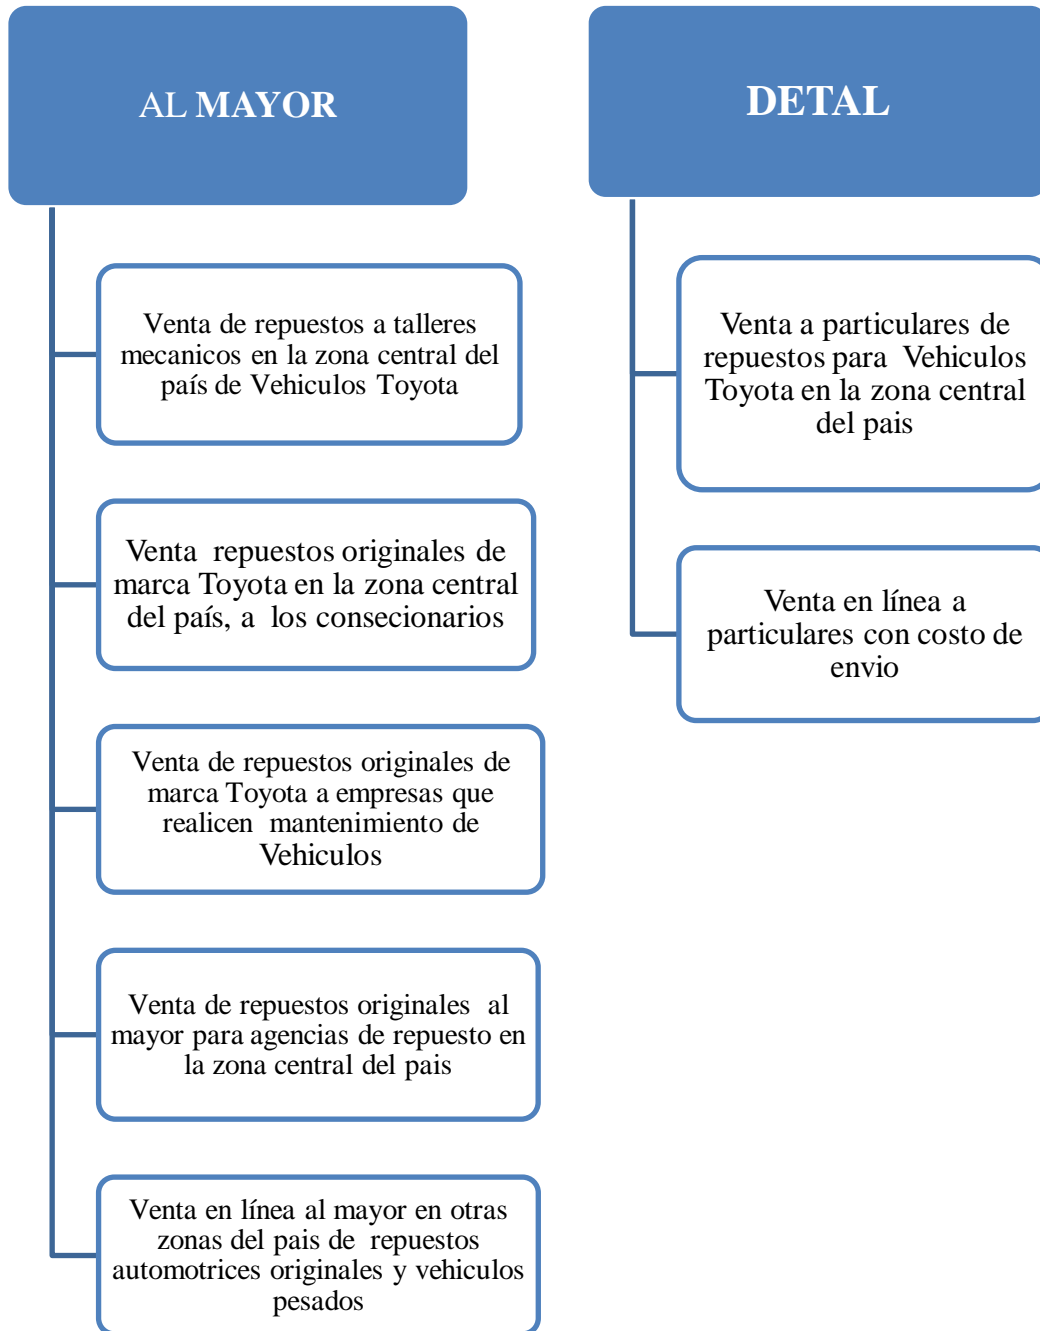 AL MAYOR
Venta de repuestos a talleres
mecanicos en la zona central del
país de Vehiculos Toyota
Venta repuestos originales de
marca Toyota en la zona central
del país, a los consecionarios
Venta de repuestos originales de
marca Toyota a empresas que
realicen mantenimiento de
Vehiculos
Venta de repuestos originales al
mayor para agencias de repuesto en
la zona central del pais
Venta en línea al mayor en otras
zonas del pais de repuestos
automotrices originales y vehiculos
pesados
DETAL
Venta a particulares de
repuestos para Vehiculos
Toyota en la zona central
del pais
Venta en línea a
particulares con costo de
envio